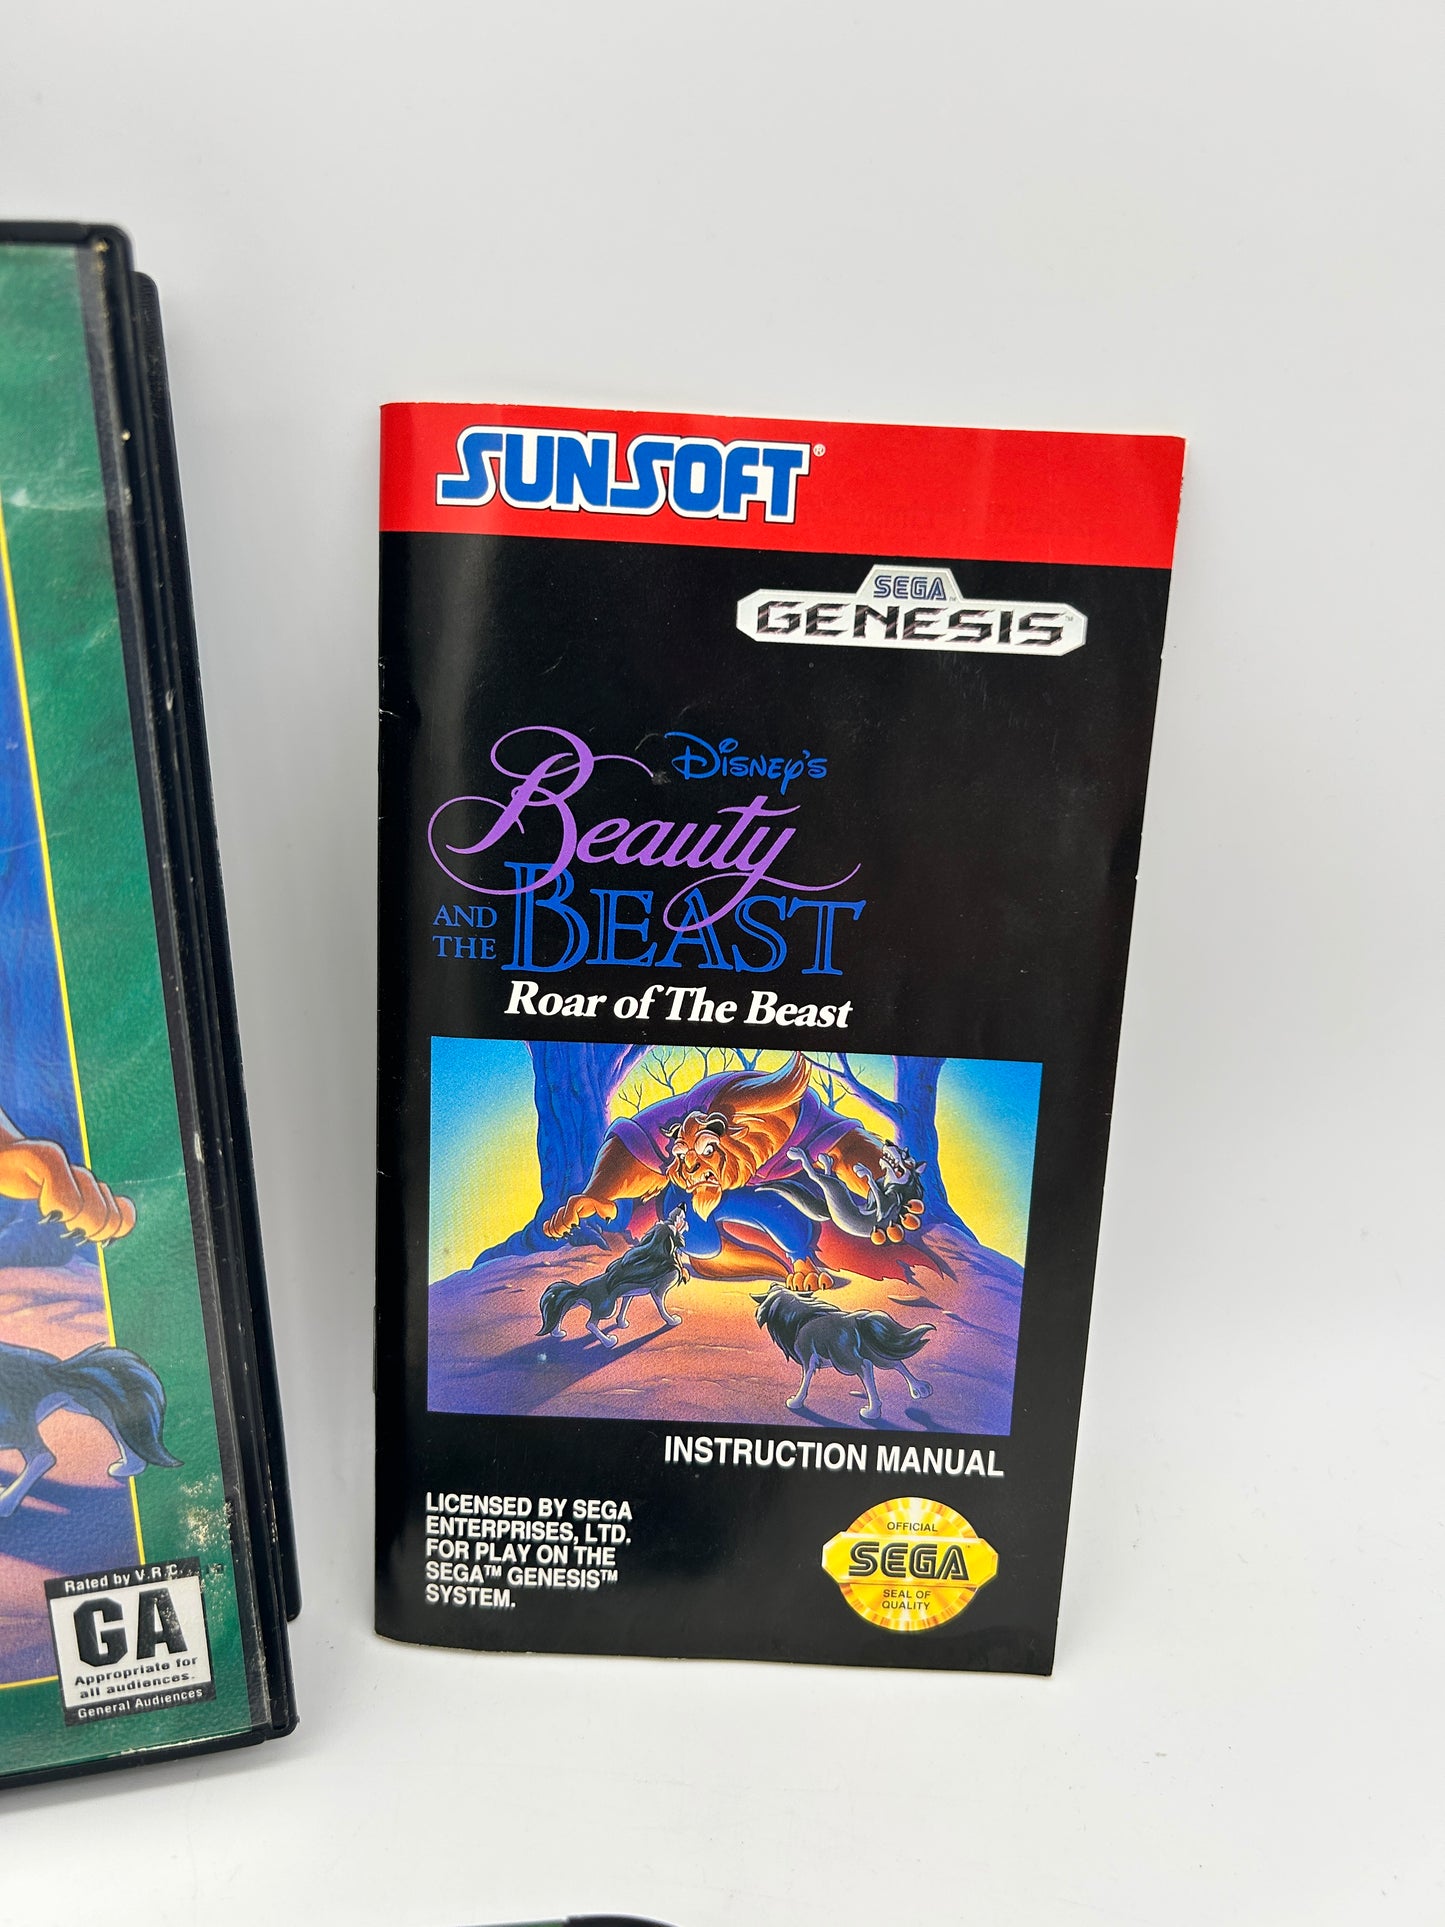 SUNSOFT®
SEGA™
GENESIS™
DISNEY'S
Beauty
AND THE BEAST
Roar of The Beast
INSTRUCTION MANUAL
LICENSED BY SEGA
ENTERPRISES, LTD.
FOR PLAY ON THE
SEGA™ GENESIS™
SYSTEM.
OFFICIAL
SEGA
SEAL OF
QUALITY
Rated by V.R.C.
GA
Appropriate for
all audiences.
General Audiences